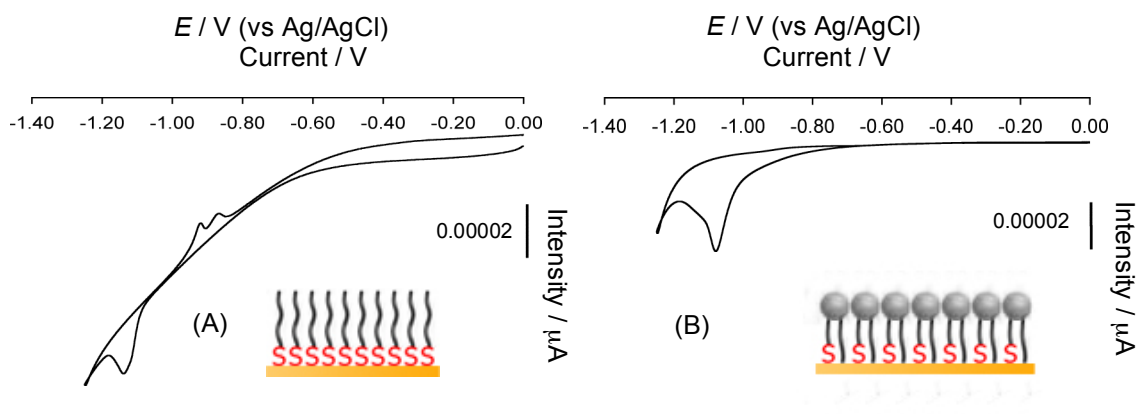 E / V (vs Ag/AgCl)
Current / V
-1.40 -1.20 -1.00 -0.80 -0.60 -0.40 -0.20 0.00
0.00002
Intensity / μA
(A)
SSSSSSSSSS
E / V (vs Ag/AgCl)
Current / V
-1.40 -1.20 -1.00 -0.80 -0.60 -0.40 -0.20 0.00
0.00002
Intensity / μA
(B)
S S S S S S S